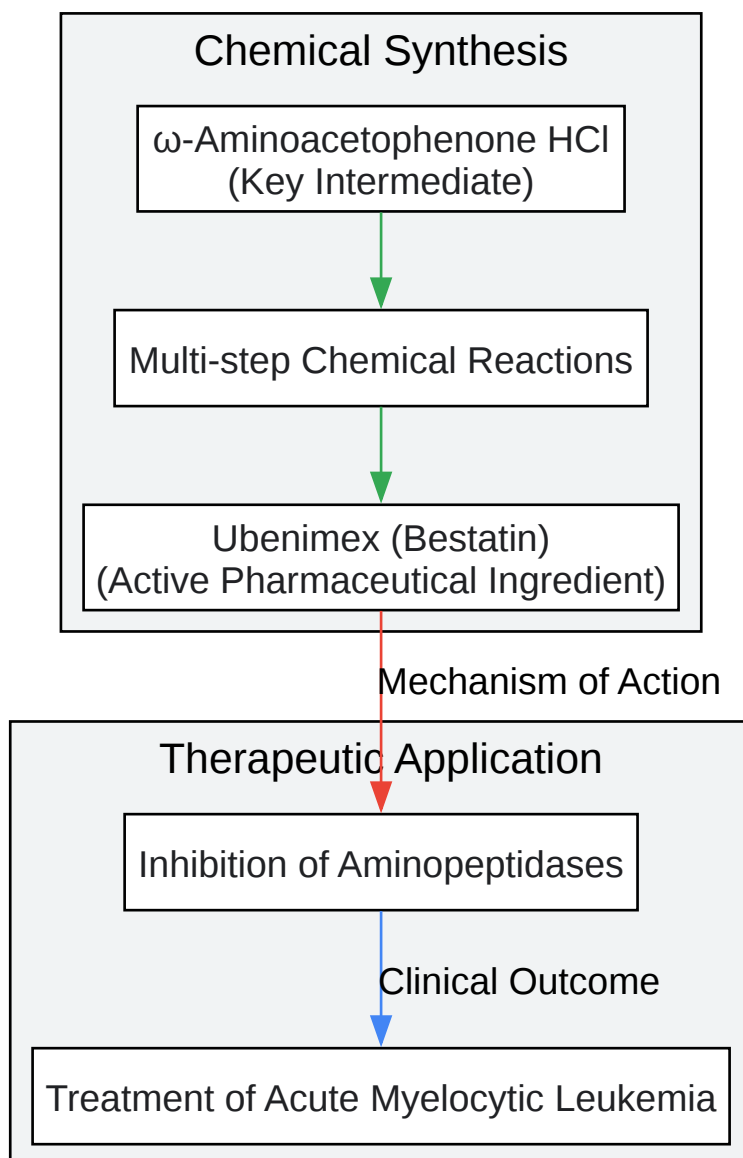 Chemical Synthesis
ω-Aminoacetophenone HCl
(Key Intermediate)
Multi-step Chemical Reactions
Ubenimex (Bestatin)
(Active Pharmaceutical Ingredient)
Mechanism of Action
Therapeutic Application
Inhibition of Aminopeptidases
Clinical Outcome
Treatment of Acute Myelocytic Leukemia